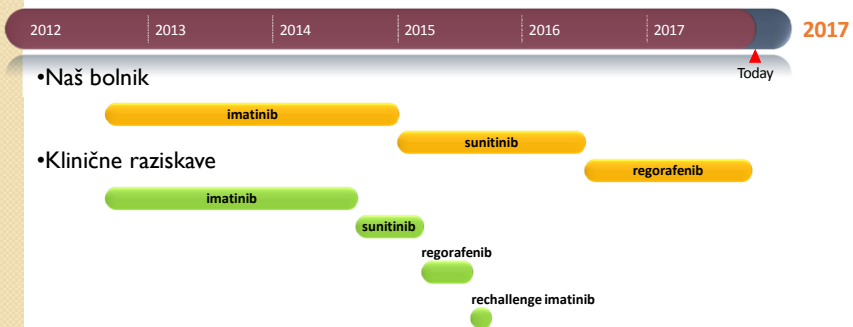 2012 2013 2014 2015 2016 2017 2017
Today
•Naš bolnik
imatinib
sunitinib
•Klinične raziskave
regorafenib
imatinib
sunitinib
regorafenib
rechallenge imatinib